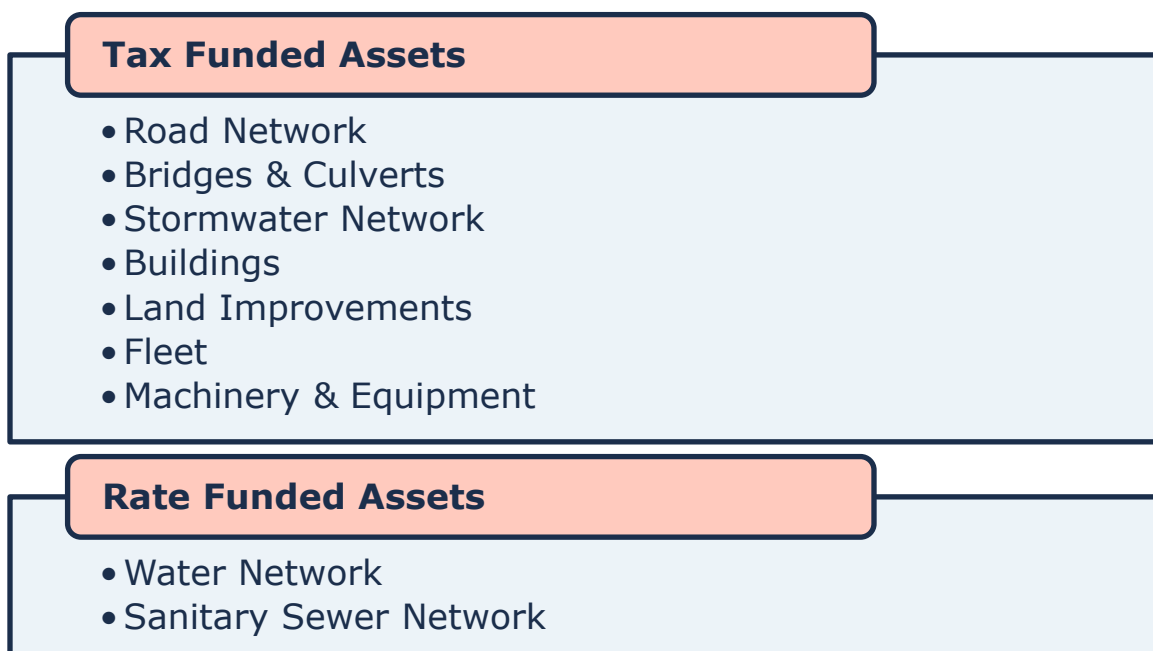 Tax Funded Assets
• Road Network
• Bridges & Culverts
• Stormwater Network
• Buildings
• Land Improvements
• Fleet
• Machinery & Equipment
Rate Funded Assets
• Water Network
• Sanitary Sewer Network